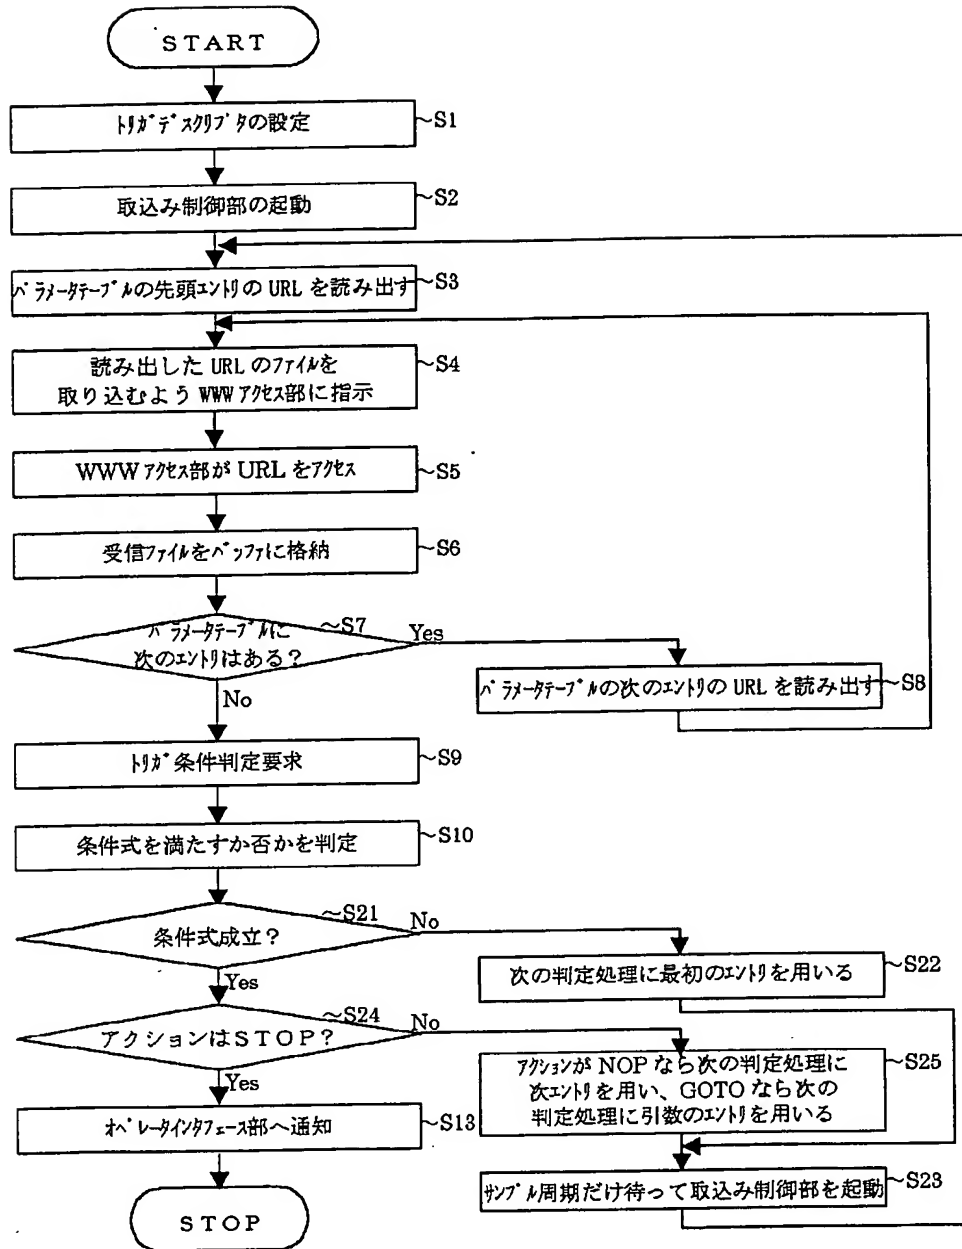 START
トリガデスクリプタの設定
~S1
取込み制御部の起動
~S2
パラメータテーブルの先頭エントリの URL を読み出す
~S3
読み出した URL のファイルを
取り込むよう WWW アクセス部に指示
~S4
WWW アクセス部が URL をアクセス
~S5
受信ファイルをバッファに格納
~S6
~S7
パラメータテーブルに
次のエントリはある?
Yes
No
パラメータテーブルの次のエントリの URL を読み出す
~S8
トリガ条件判定要求
~S9
条件式を満たすか否かを判定
~S10
~S21
条件式成立?
No
Yes
次の判定処理に最初のエントリを用いる
~S22
~S24
アクションはSTOP?
No
Yes
アクションが NOP なら次の判定処理に
次エントリを用い、GOTO なら次の
判定処理に引数のエントリを用いる
~S25
オペレータインタフェース部へ通知
~S13
サンプル周期だけ待って取込み制御部を起動
~S23
STOP